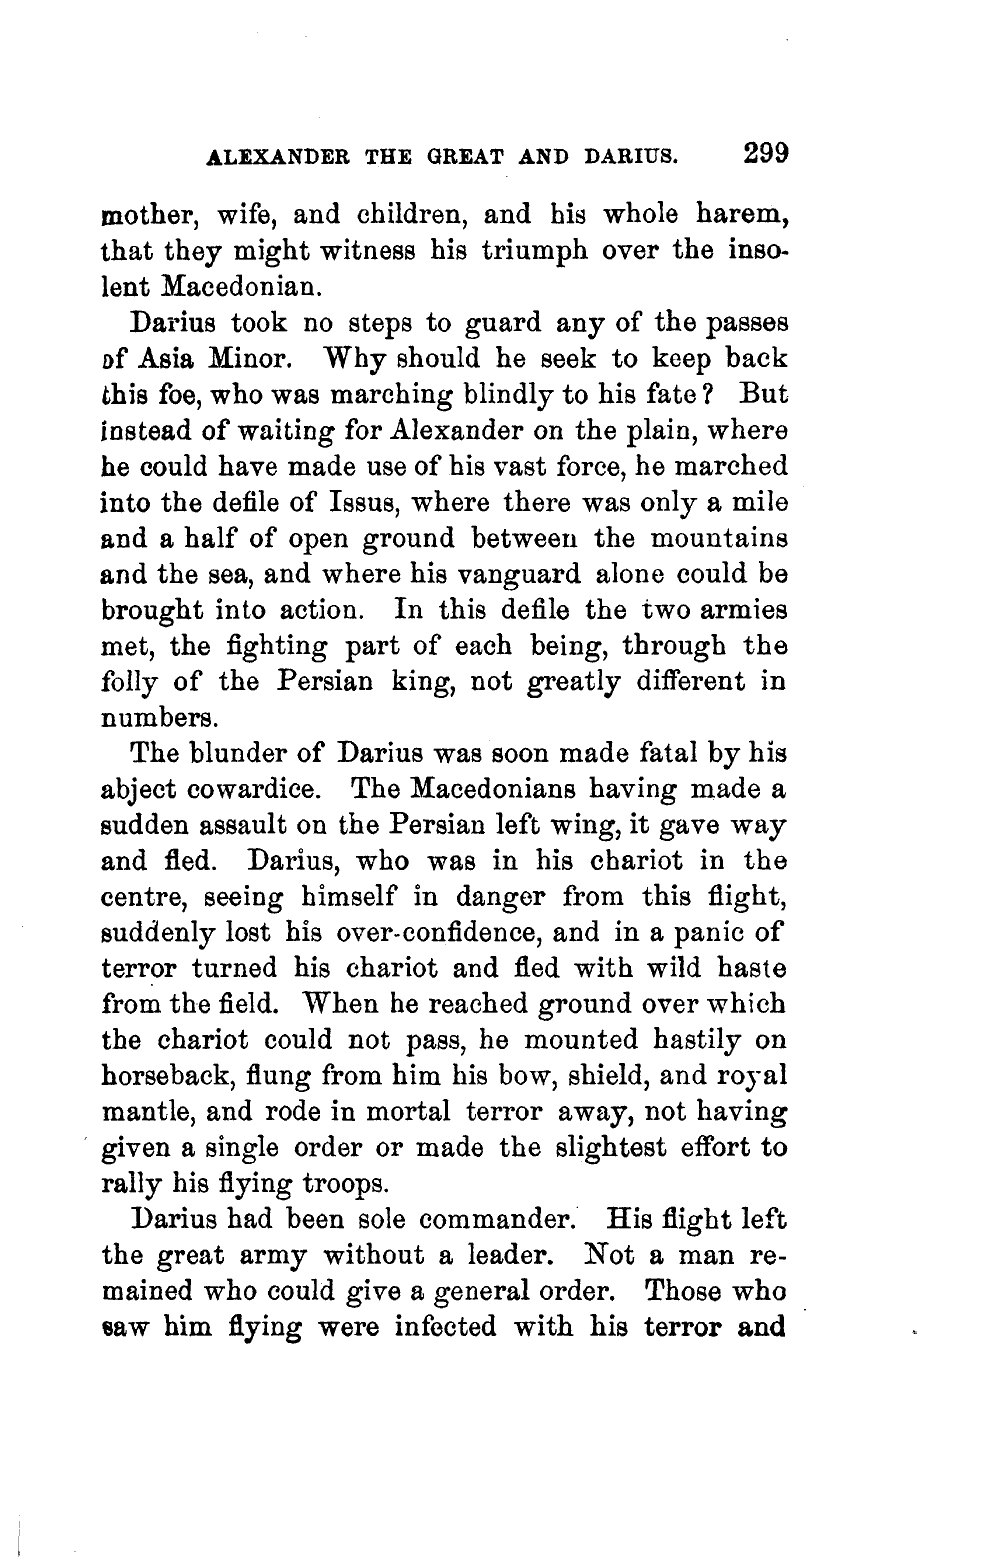 ALEXANDER THE GREAT AND DARIUS. 299
mother, wife, and children, and his whole harem,
that they might witness his triumph over the inso-
lent Macedonian.
Darius took no steps to guard any of the passes
of Asia Minor. Why should he seek to keep back
this foe, who was marching blindly to his fate? But
instead of waiting for Alexander on the plain, where
he could have made use of his vast force, he marched
into the defile of Issus, where there was only a mile
and a half of open ground between the mountains
and the sea, and where his vanguard alone could be
brought into action. In this defile the two armies
met, the fighting part of each being, through the
folly of the Persian king, not greatly different in
numbers.
The blunder of Darius was soon made fatal by his
abject cowardice. The Macedonians having made a
sudden assault on the Persian left wing, it gave way
and fled. Darius, who was in his chariot in the
centre, seeing himself in danger from this flight,
suddenly lost his over-confidence, and in a panic of
terror turned his chariot and fled with wild haste
from the field. When he reached ground over which
the chariot could not pass, he mounted hastily on
horseback, flung from him his bow, shield, and royal
mantle, and rode in mortal terror away, not having
given a single order or made the slightest effort to
rally his flying troops.
Darius had been sole commander. His flight left
the great army without a leader. Not a man re-
mained who could give a general order. Those who
saw him flying were infected with his terror and